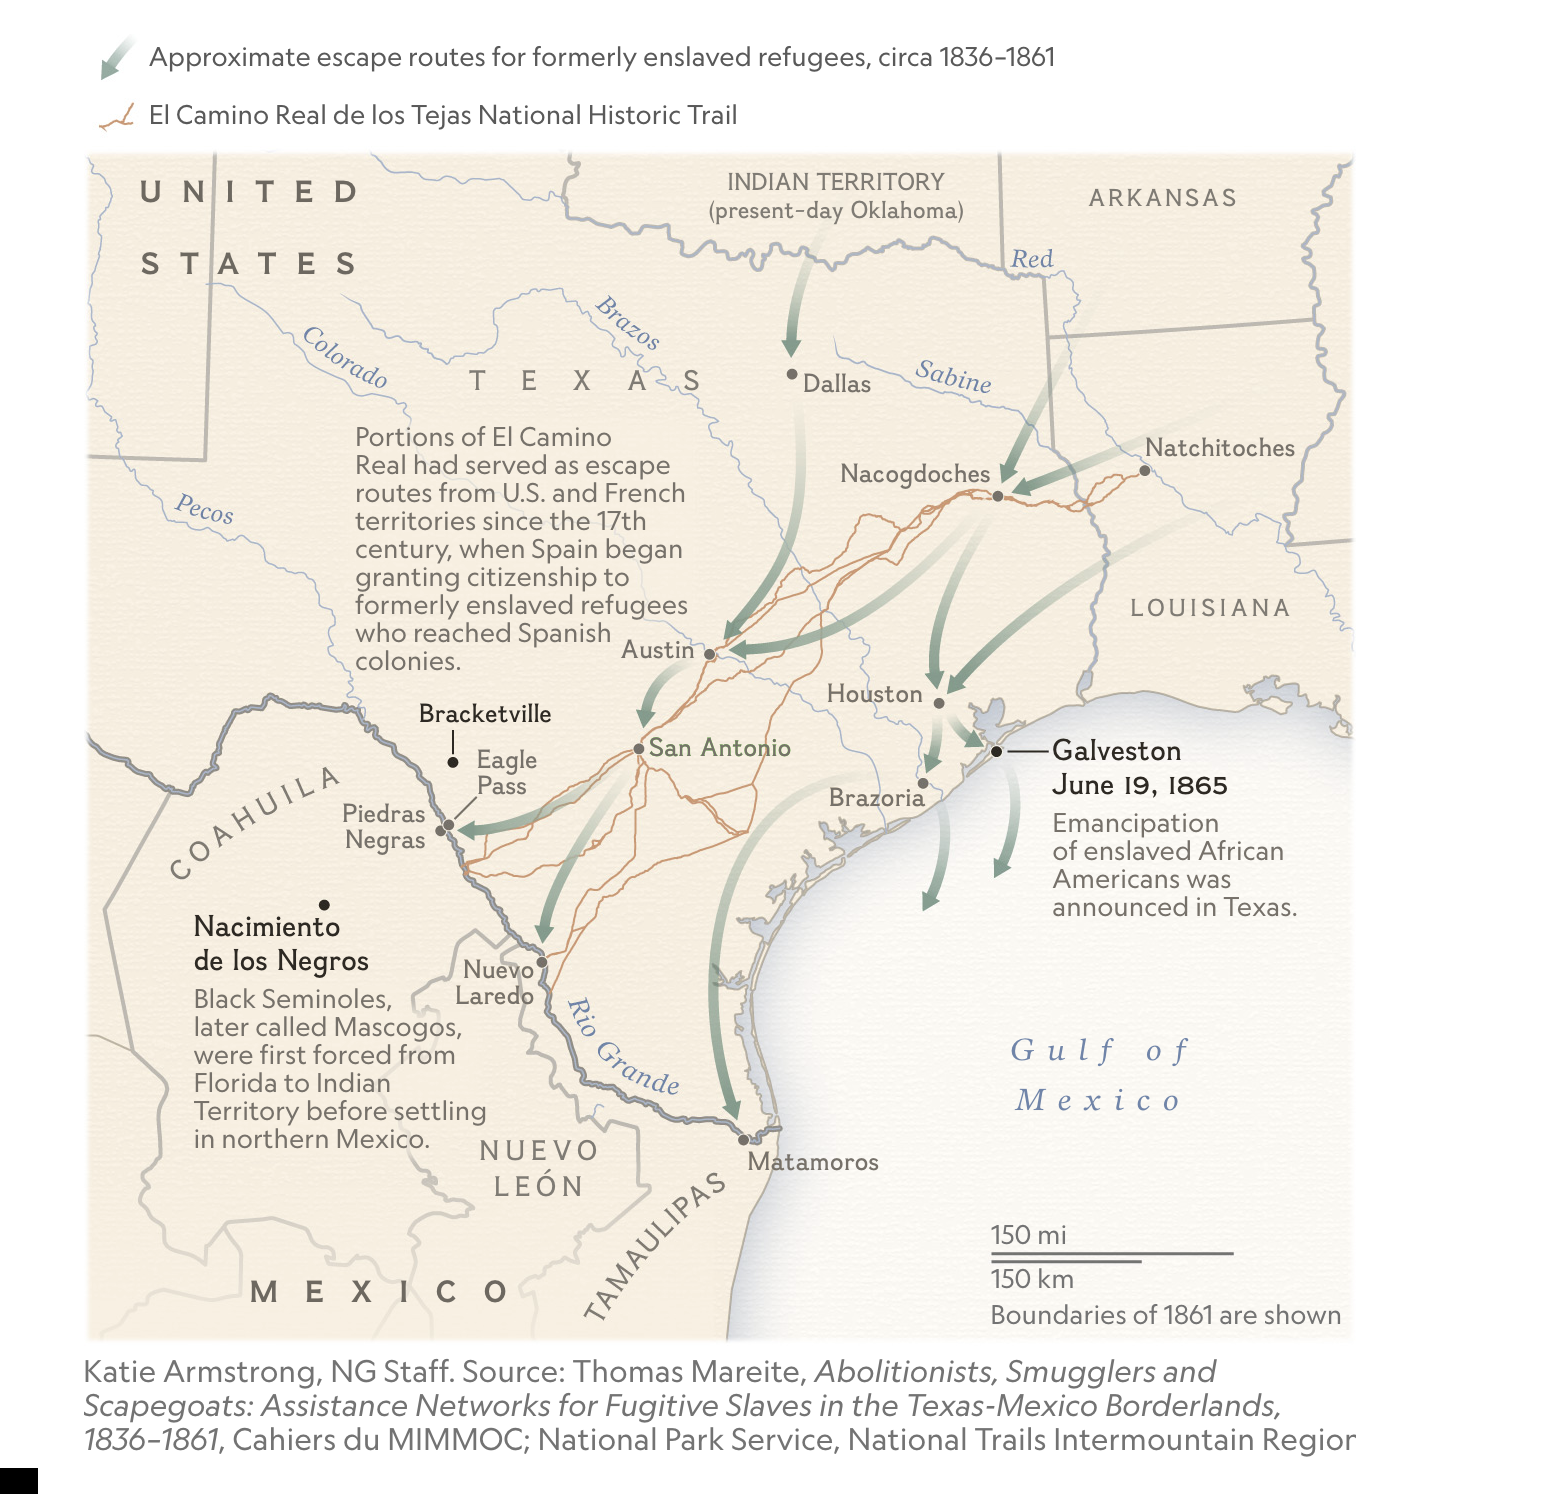 Approximate escape routes for formerly enslaved refugees, circa 1836–1861
El Camino Real de los Tejas National Historic Trail
UNITED
STATES
INDIAN TERRITORY
(present-day Oklahoma)
ARKANSAS
Red
Brazos
Colorado
TEXAS
Dallas
Sabine
Portions of El Camino
Real had served as escape
routes from U.S. and French
territories since the 17th
century, when Spain began
granting citizenship to
formerly enslaved refugees
who reached Spanish
colonies.
Natchitoches
Nacogdoches
Pecos
LOUISIANA
Austin
Houston
Bracketville
Eagle
Pass
San Antonio
Galveston
June 19, 1865
Emancipation
of enslaved African
Americans was
announced in Texas.
Brazoria
COAHUILA
Piedras
Negras
Nacimiento
de los Negros
Black Seminoles,
later called Mascogos,
were first forced from
Florida to Indian
Territory before settling
in northern Mexico.
Nuevo
Laredo
Rio Grande
Gulf of
Mexico
NUEVO
LEÓN
Matamoros
TAMAULIPAS
MEXICO
150 mi
150 km
Boundaries of 1861 are shown
Katie Armstrong, NG Staff. Source: Thomas Mareite, Abolitionists, Smugglers and
Scapegoats: Assistance Networks for Fugitive Slaves in the Texas-Mexico Borderlands,
1836–1861, Cahiers du MIMMOC; National Park Service, National Trails Intermountain Region